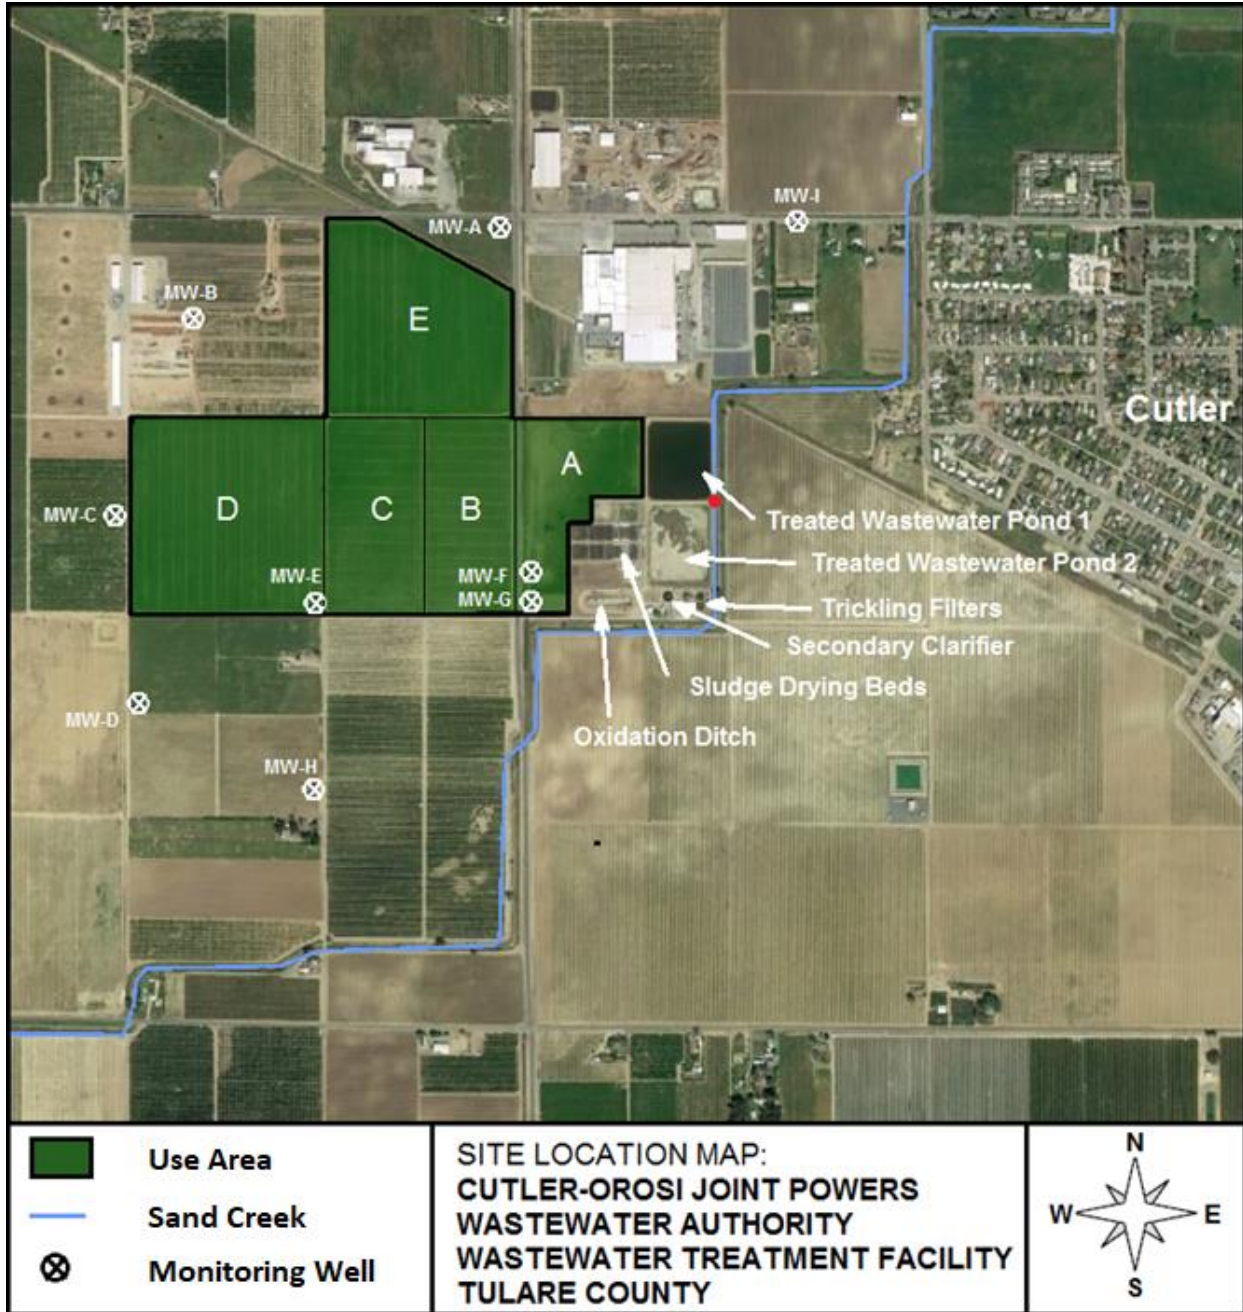 MW-I
MW-A
MW-B
E
Cutler
A
D
C
B
MW-C
Treated Wastewater Pond 1
Treated Wastewater Pond 2
MW-E
MW-F
MW-G
Trickling Filters
Secondary Clarifier
Sludge Drying Beds
MW-D
Oxidation Ditch
MW-H
Use Area
Sand Creek
Monitoring Well
SITE LOCATION MAP:
CUTLER-OROSI JOINT POWERS
WASTEWATER AUTHORITY
WASTEWATER TREATMENT FACILITY
TULARE COUNTY
N
W
E
S